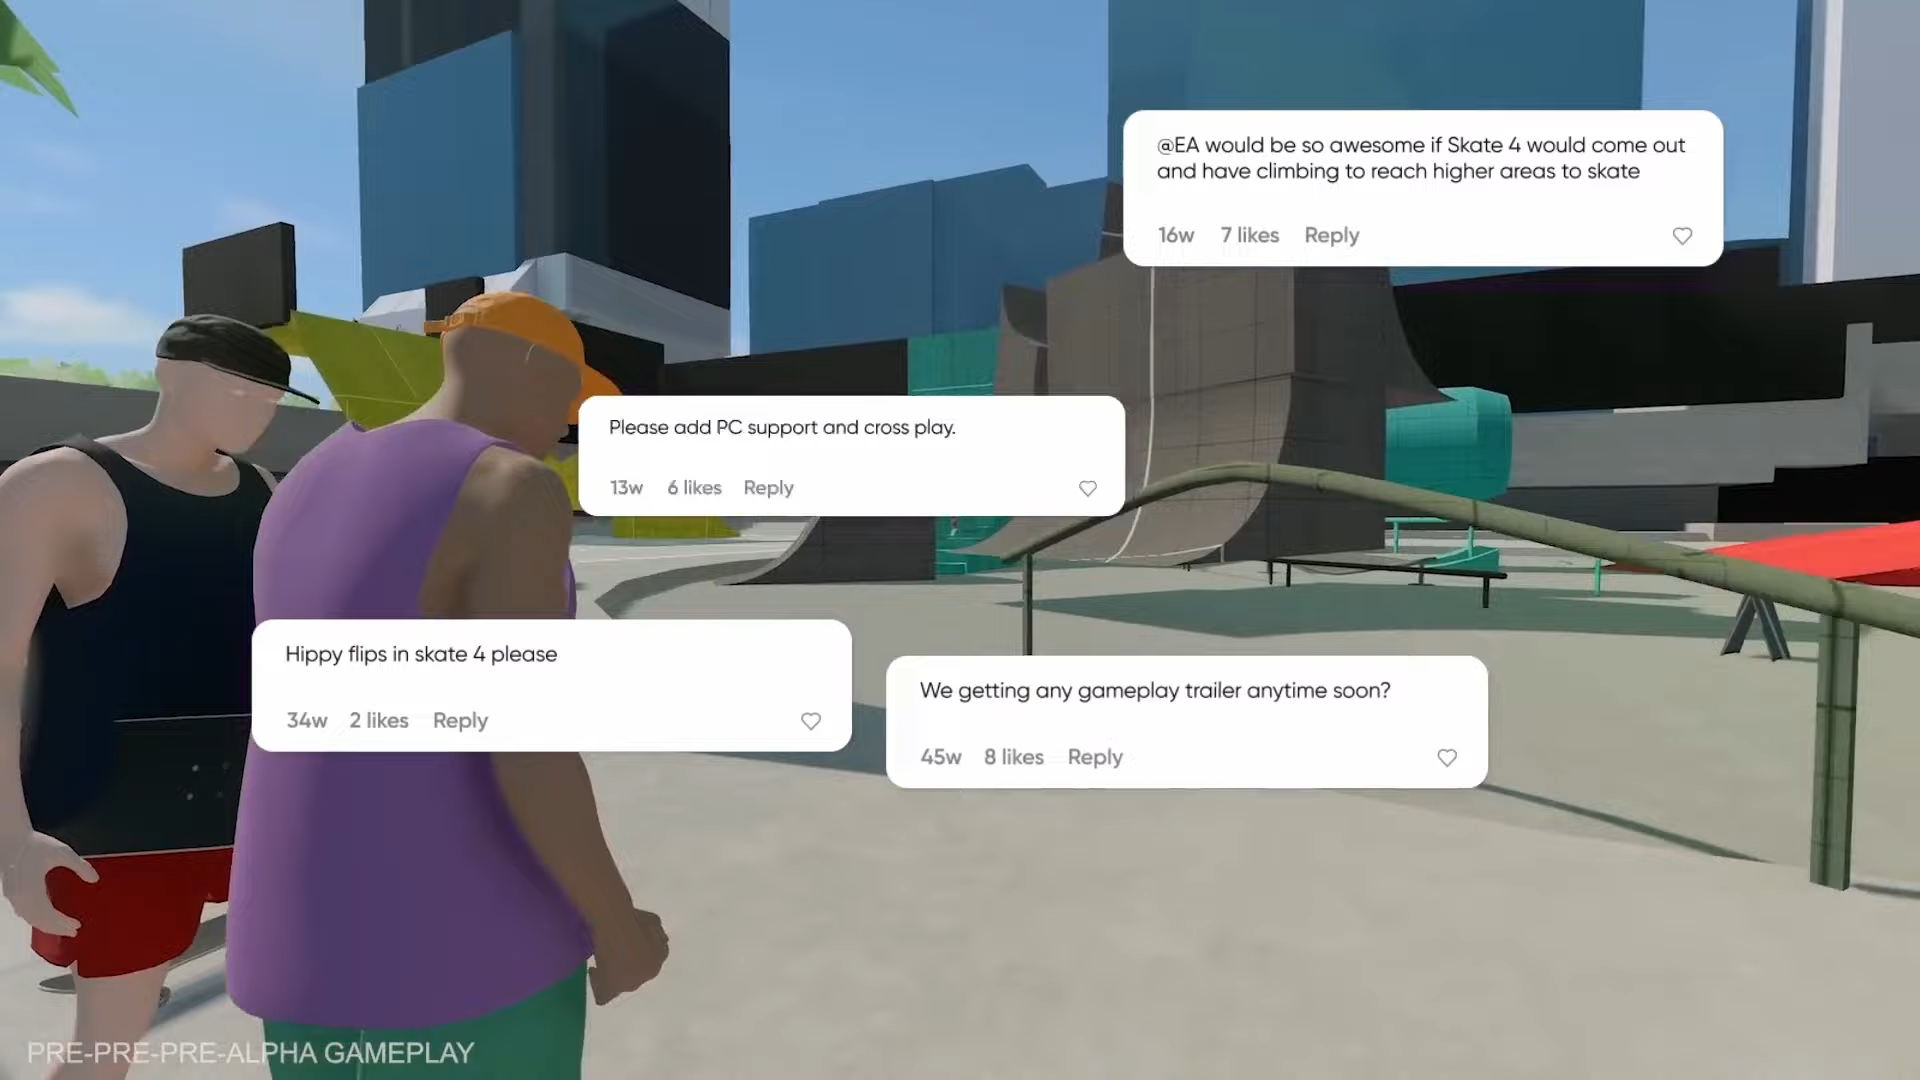 @EA would be so awesome if Skate 4 would come out
and have climbing to reach higher areas to skate
16w 7 likes Reply
Please add PC support and cross play.
13w 6 likes Reply
Hippy flips in skate 4 please
34w 2 likes Reply
We getting any gameplay trailer anytime soon?
45w 8 likes Reply
PRE-PRE-PRE-ALPHA GAMEPLAY